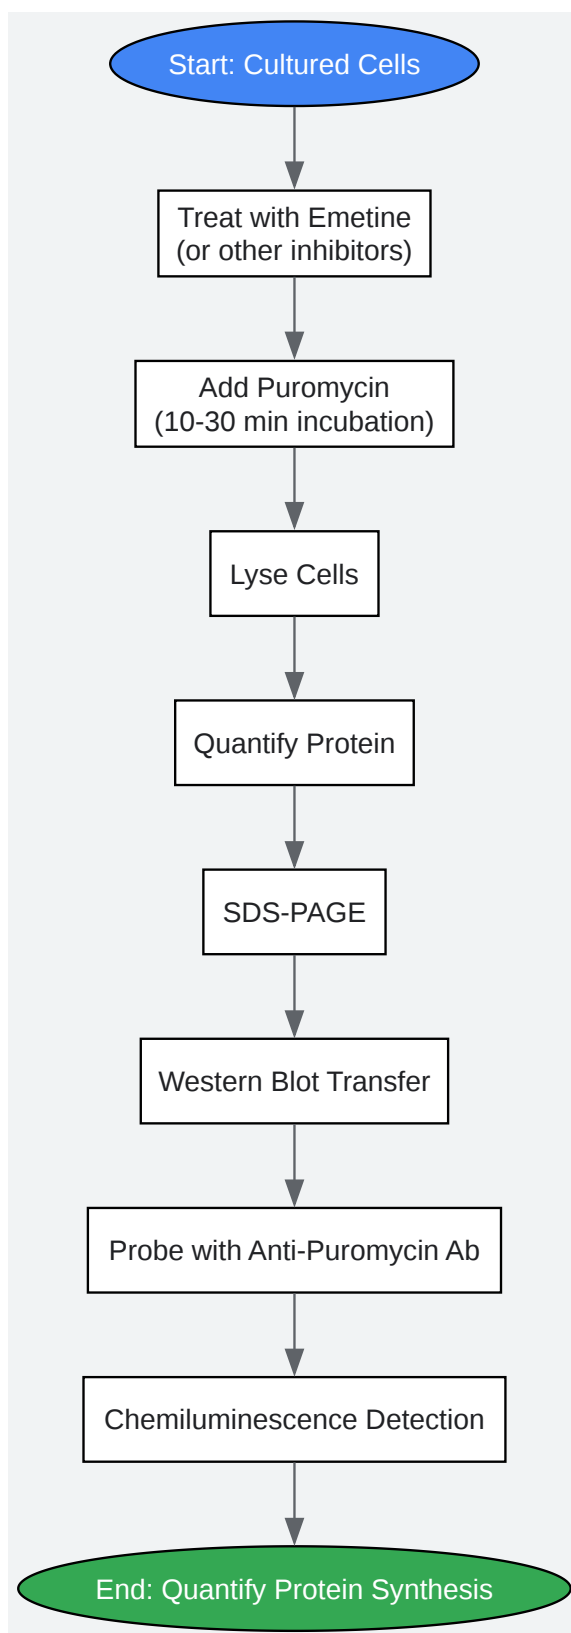 Start: Cultured Cells
Treat with Emetine
(or other inhibitors)
Add Puromycin
(10-30 min incubation)
Lyse Cells
Quantify Protein
SDS-PAGE
Western Blot Transfer
Probe with Anti-Puromycin Ab
Chemiluminescence Detection
End: Quantify Protein Synthesis